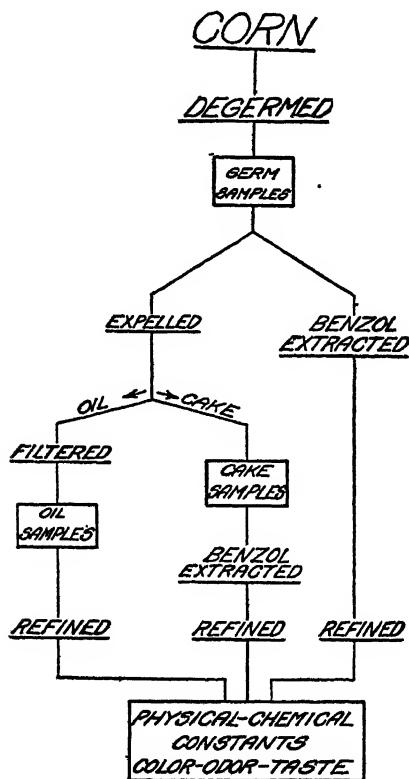 CORN
DEGERMED
GERM
SAMPLES
EXPELLED
BENZOL
EXTRACTED
OIL
CAKE
FILTERED
CAKE
SAMPLES
OIL
SAMPLES
BENZOL
EXTRACTED
REFINED
REFINED
REFINED
PHYSICAL-CHEMICAL
CONSTANTS
COLOR-ODOR-TASTE